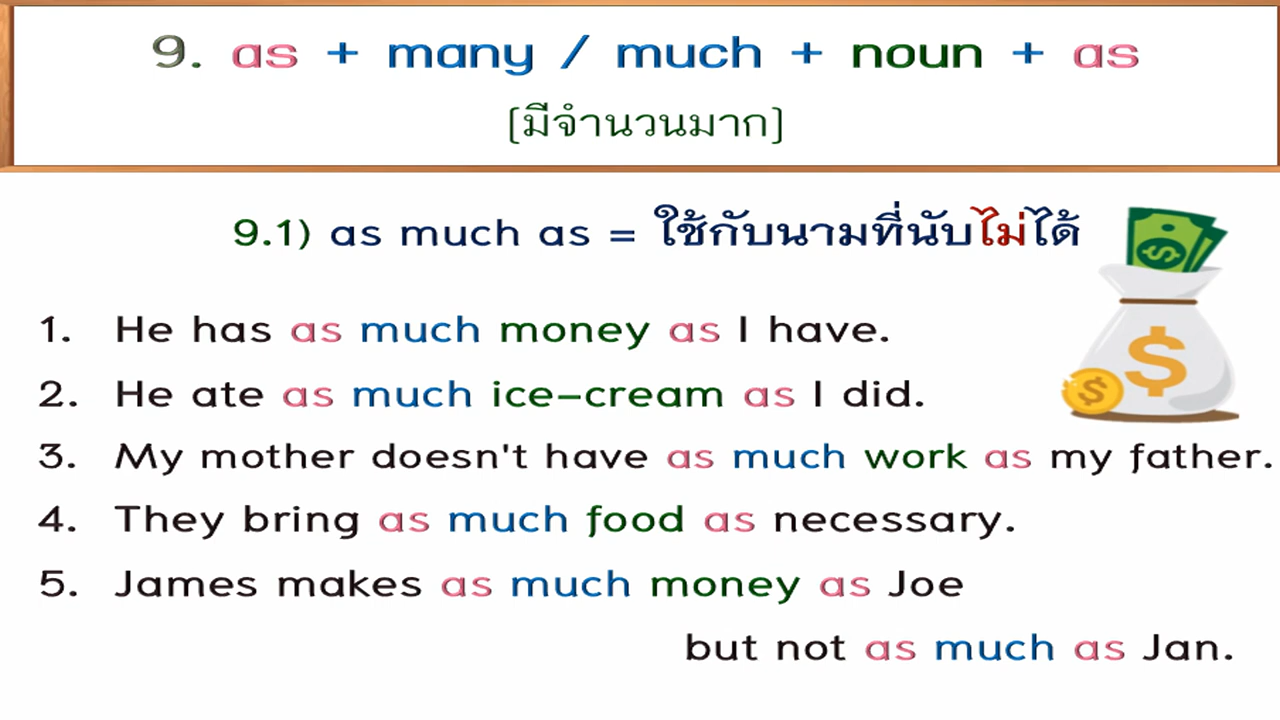 9. as + many / much + noun + as
[มีจำนวนมาก]
9.1) as much as = ใช้กับนามที่นับไม่ได้
1. He has as much money as I have.
2. He ate as much ice-cream as I did.
3. My mother doesn't have as much work as my father.
4. They bring as much food as necessary.
5. James makes as much money as Joe
but not as much as Jan.